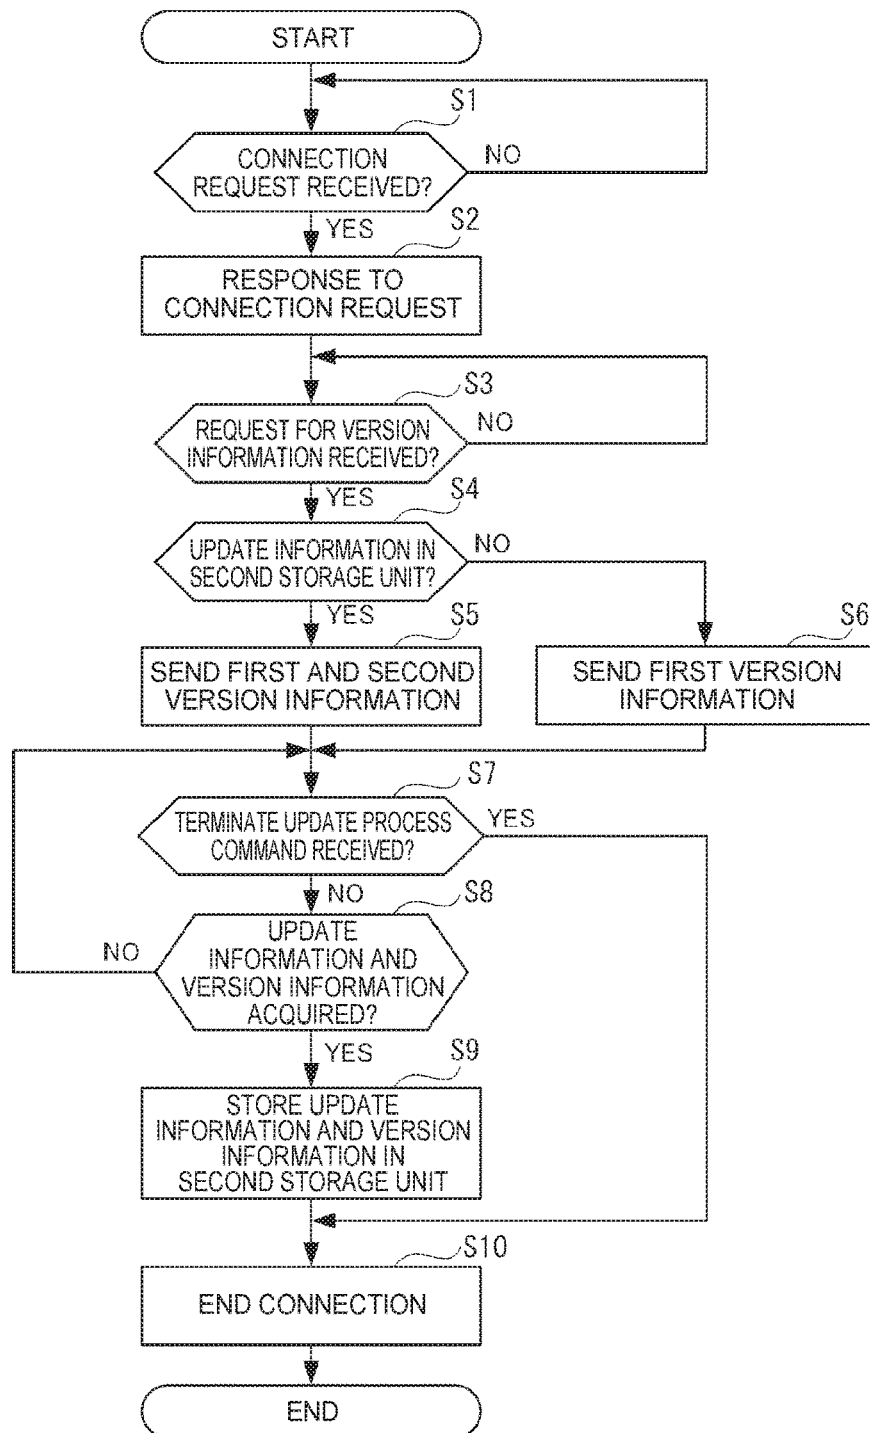 START
S1
CONNECTION
REQUEST RECEIVED?
NO
YES
S2
RESPONSE TO
CONNECTION REQUEST
S3
REQUEST FOR VERSION
INFORMATION RECEIVED?
NO
YES
S4
UPDATE INFORMATION IN
SECOND STORAGE UNIT?
NO
YES
S5
SEND FIRST AND SECOND
VERSION INFORMATION
S6
SEND FIRST VERSION
INFORMATION
S7
TERMINATE UPDATE PROCESS
COMMAND RECEIVED?
YES
NO
S8
UPDATE
INFORMATION AND
VERSION INFORMATION
ACQUIRED?
NO
YES
S9
STORE UPDATE
INFORMATION AND VERSION
INFORMATION IN
SECOND STORAGE UNIT
S10
END CONNECTION
END